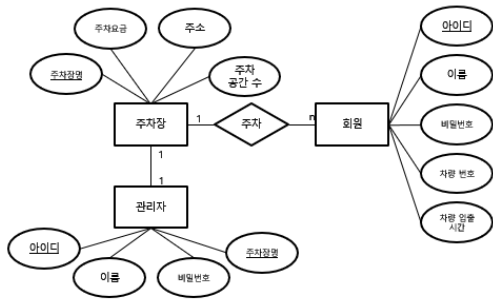 아이디
주차요금
주소
주차장명
주차
공간 수
이름
주차장
1
주차
n
회원
비밀번호
1
차량 번호
1
관리자
차량 입출
시간
아이디
주차장명
이름
비밀번호